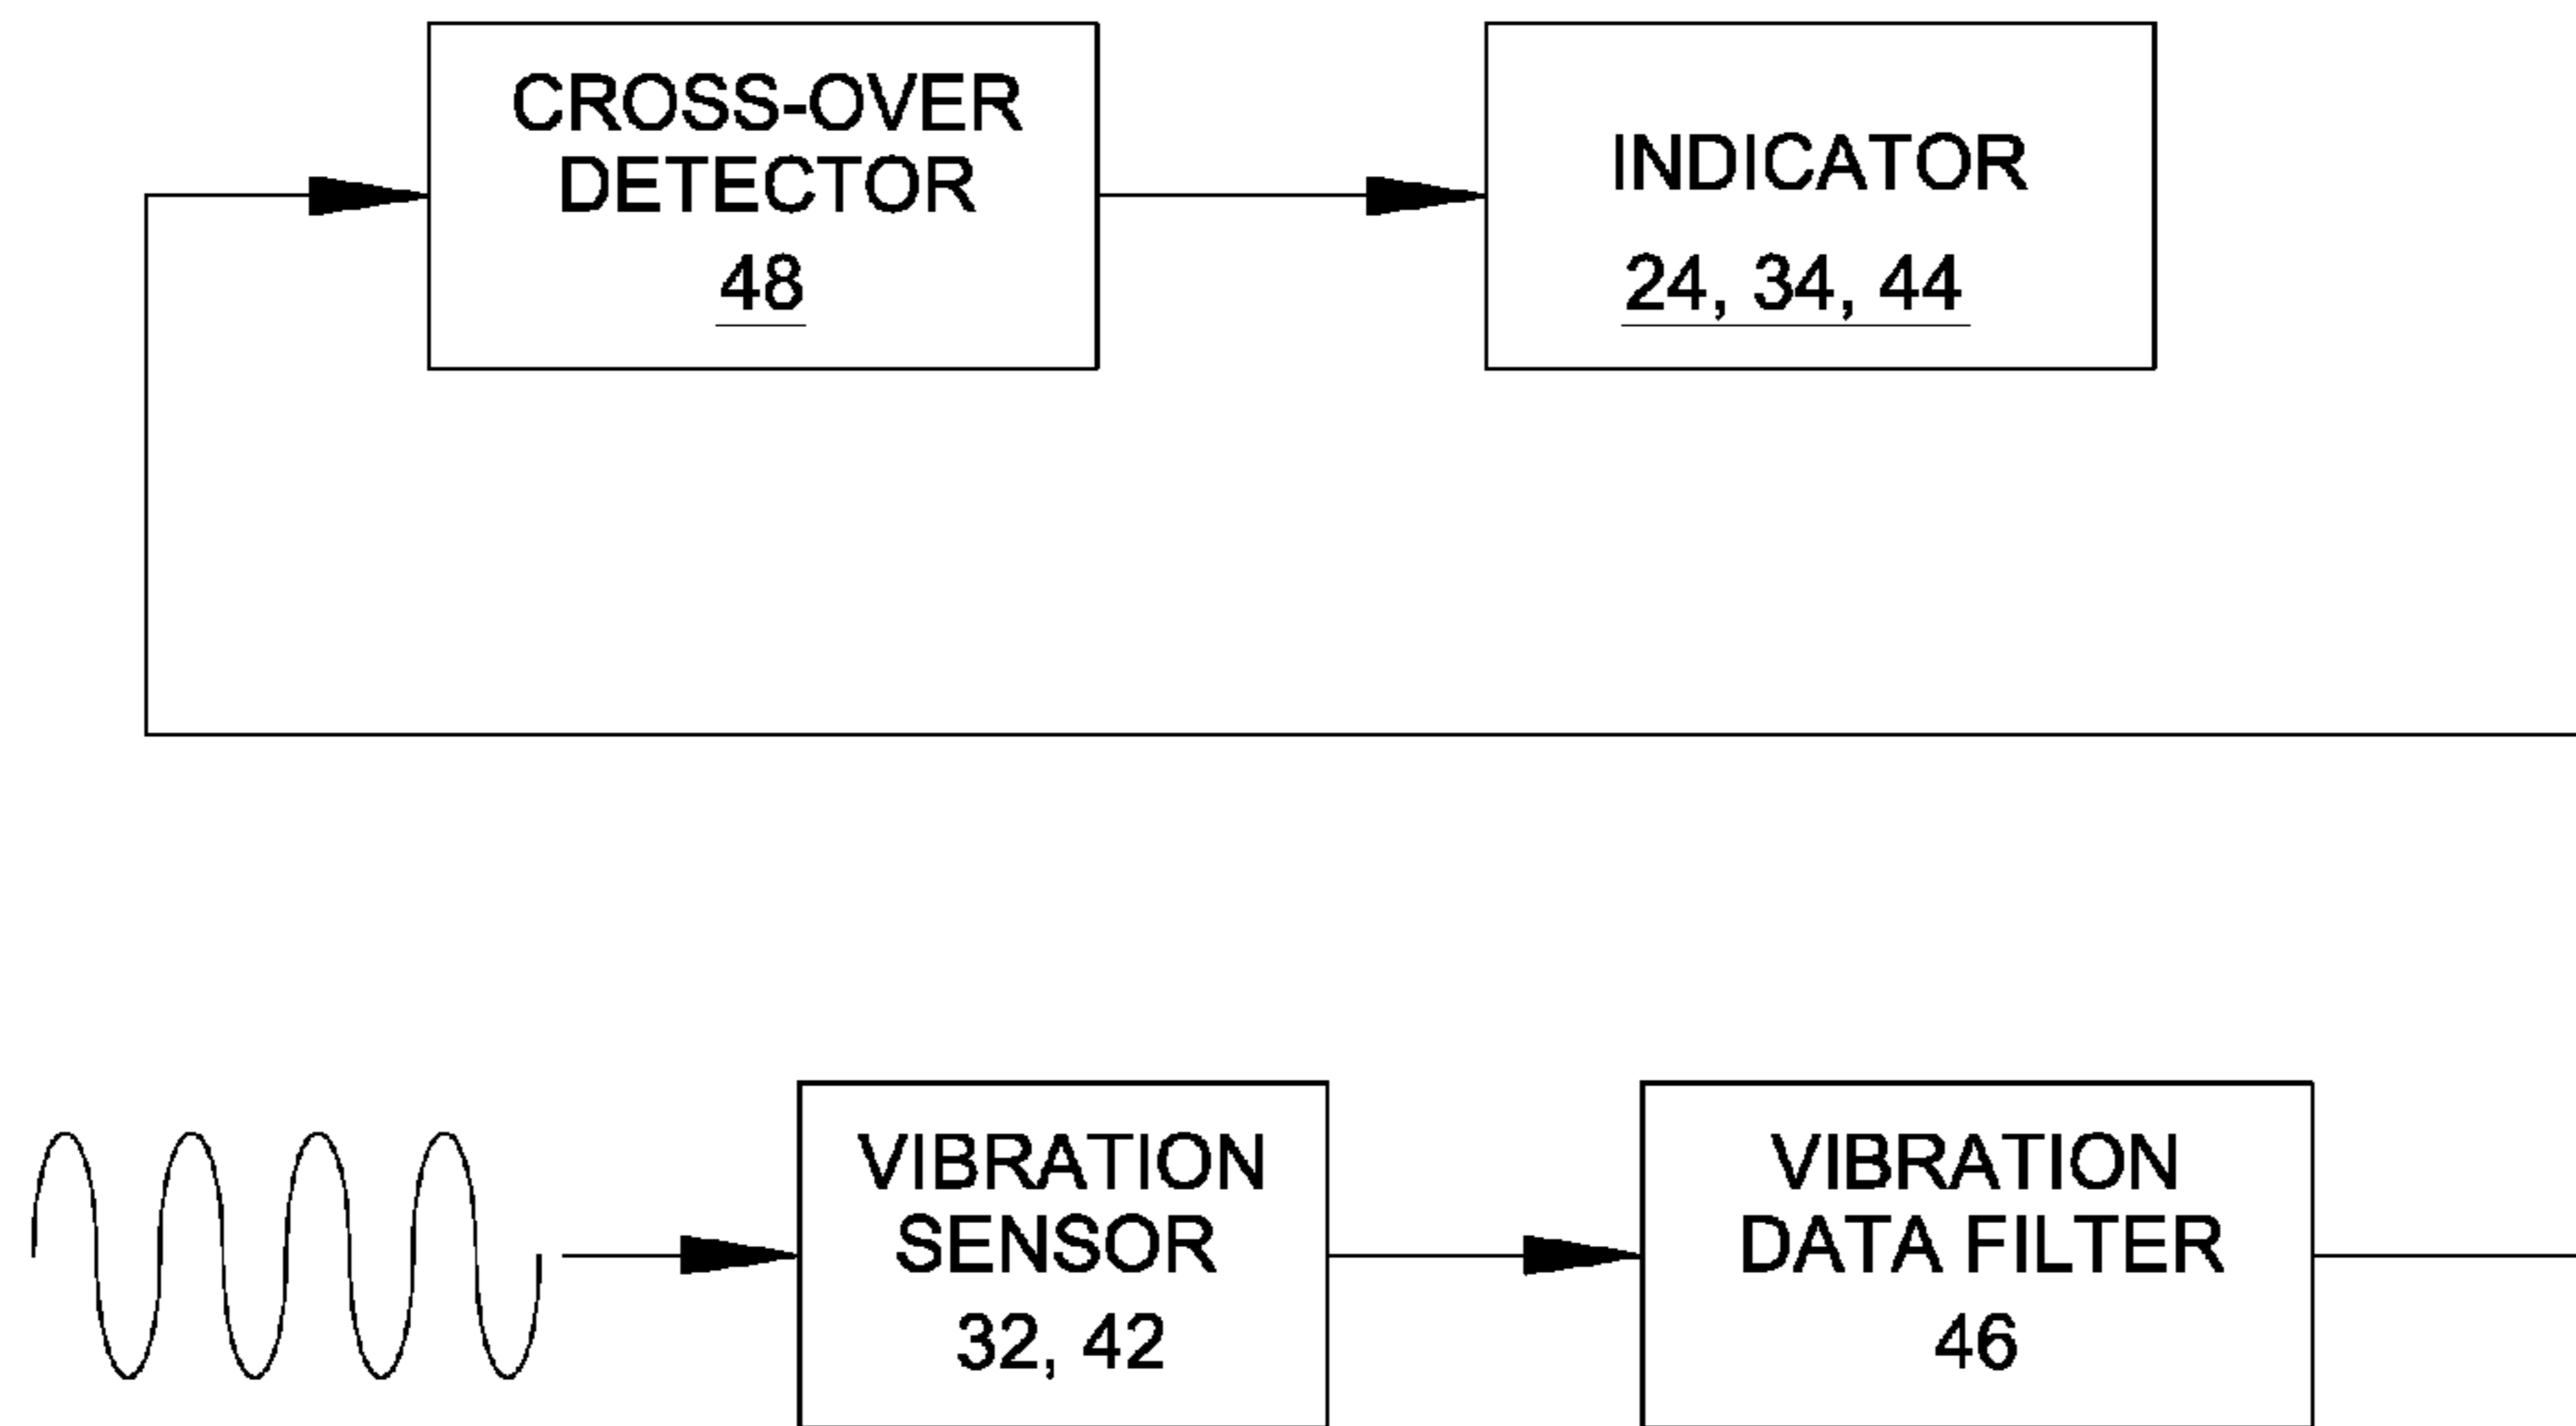 CROSS-OVER
DETECTOR
48
INDICATOR
24, 34, 44
VIBRATION
SENSOR
32, 42
VIBRATION
DATA FILTER
46